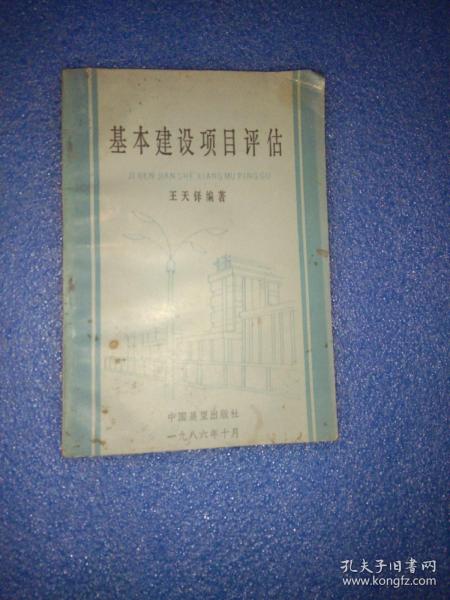 基本建设项目评估
JI BEN JIAN SHE XIANG MU PING GU
王天铎编著
中国展望出版社
一九八六年十月
孔夫子旧书网
www.kongfz.com